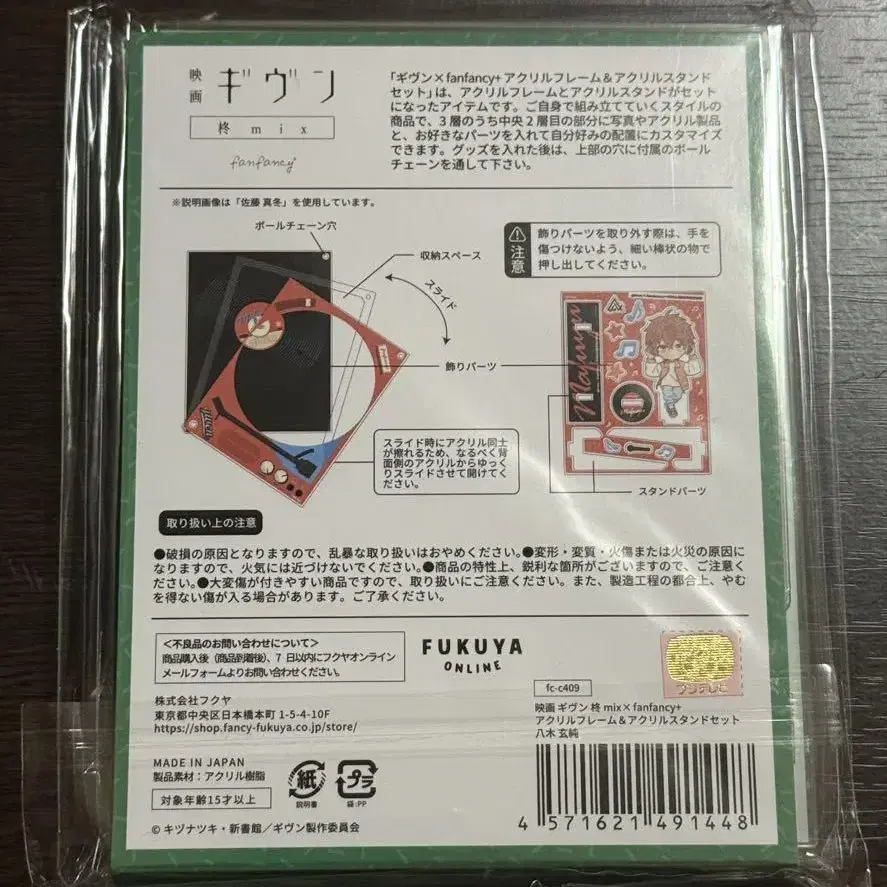 映画 ギヴン
柊 mix
fanfancy+
「ギヴン×fanfancy+ アクリルフレーム&アクリルスタンド
セット」は、アクリルフレームとアクリルスタンドがセット
になったアイテムです。ご自身で組み立てていくスタイルの
商品で、3層のうち中央2層目の部分に写真やアクリル製品
と、お好きなパーツを入れて自分好みの配置にカスタマイズ
できます。グッズを入れた後は、上部の穴に付属のボール
チェーンを通して下さい。
※説明画像は「佐藤 真冬」を使用しています。
ボールチェーン穴
収納スペース
スライド
飾りパーツ
スライド時にアクリル同士
が擦れるため、なるべく背
面側のアクリルからゆっく
りスライドさせて開けてく
ださい。
注意
飾りパーツを取り外す際は、手を
傷つけないよう、細い棒状の物で
押し出してください。
Mafuyu
スタンドパーツ
取り扱い上の注意
●破損の原因となりますので、乱暴な取り扱いはおやめください。●変形・変質・火傷または火災の原因に
なりますので、火気には近づけないでください。●商品の特性上、鋭利な箇所がございますので、ご注意くだ
さい。●大変傷が付きやすい商品ですので、取り扱いにご注意ください。また、製造工程の都合上、やむ
を得ない傷が入る場合があります。ご了承ください。
<不良品のお問い合わせについて>
商品購入後(商品到着後)、7日以内にフクヤオンライン
メールフォームよりお問い合わせください。
FUKUYA
ONLINE
フジテレビ
株式会社フクヤ
東京都中央区日本橋本町 1-5-4-10F
https://shop.fancy-fukuya.co.jp/store/
fc-c409
映画 ギヴン 柊 mix×fanfancy+
アクリルフレーム&アクリルスタンドセット
八木 玄純
MADE IN JAPAN
製品素材:アクリル樹脂
対象年齢15才以上
紙
説明書
プラ
袋:PP
© キヅナツキ・新書館/ギヴン製作委員会
4 571621 491448